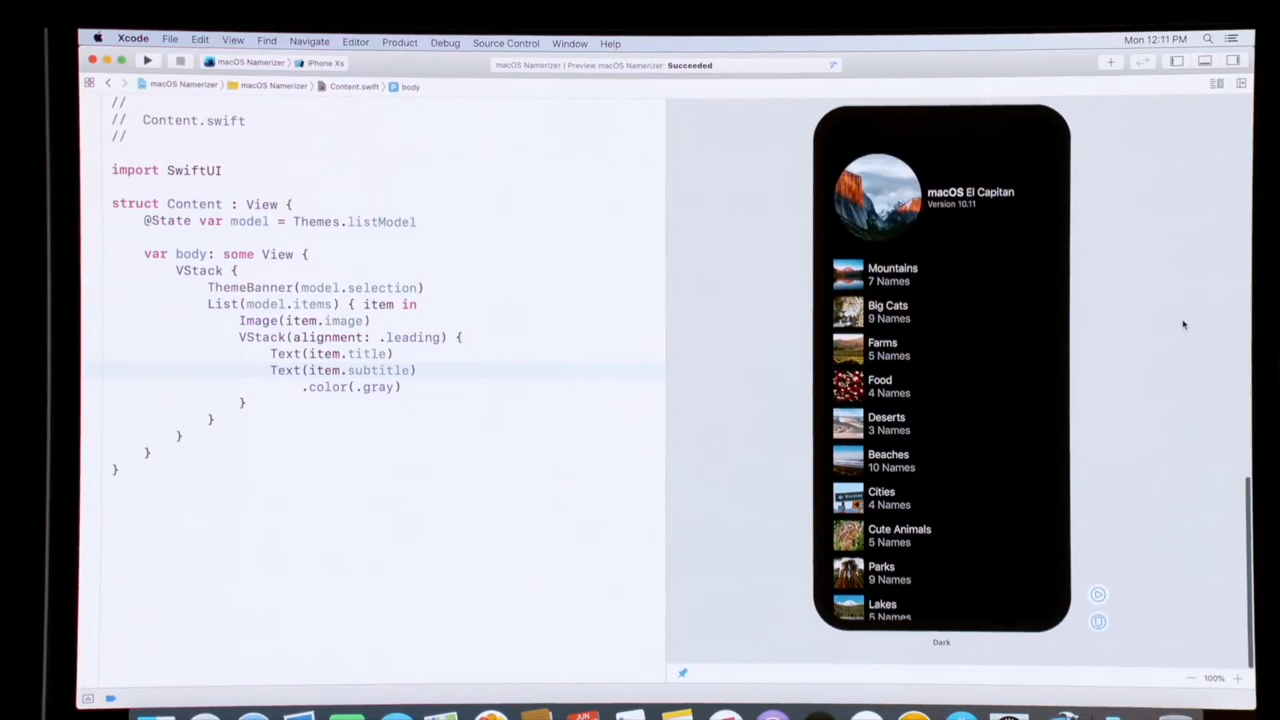 Xcode File Edit View Find Navigate Editor Product Debug Source Control Window Help
Mon 12:11 PM
macOS Namerizer iPhone Xs
macOS Namerizer | Preview macOS Namerizer: Succeeded
macOS Namerizer macOS Namerizer Content.swift body
//
// Content.swift
//
import SwiftUI
struct Content : View {
@State var model = Themes.listModel
var body: some View {
VStack {
ThemeBanner(model.selection)
List(model.items) { item in
Image(item.image)
VStack(alignment: .leading) {
Text(item.title)
Text(item.subtitle)
.color(.gray)
}
}
}
}
}
macOS El Capitan
Version 10.11
Mountains
7 Names
Big Cats
9 Names
Farms
5 Names
Food
4 Names
Deserts
3 Names
Beaches
10 Names
Cities
4 Names
Cute Animals
5 Names
Parks
9 Names
Lakes
5 Names
Dark
100%
JUN